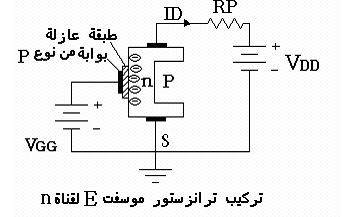 ID
RP
طبقة عازلة
بوابة من نوع P
n
P
VDD
VGG
S
تركيب ترانزستور موسفت E لقناة n